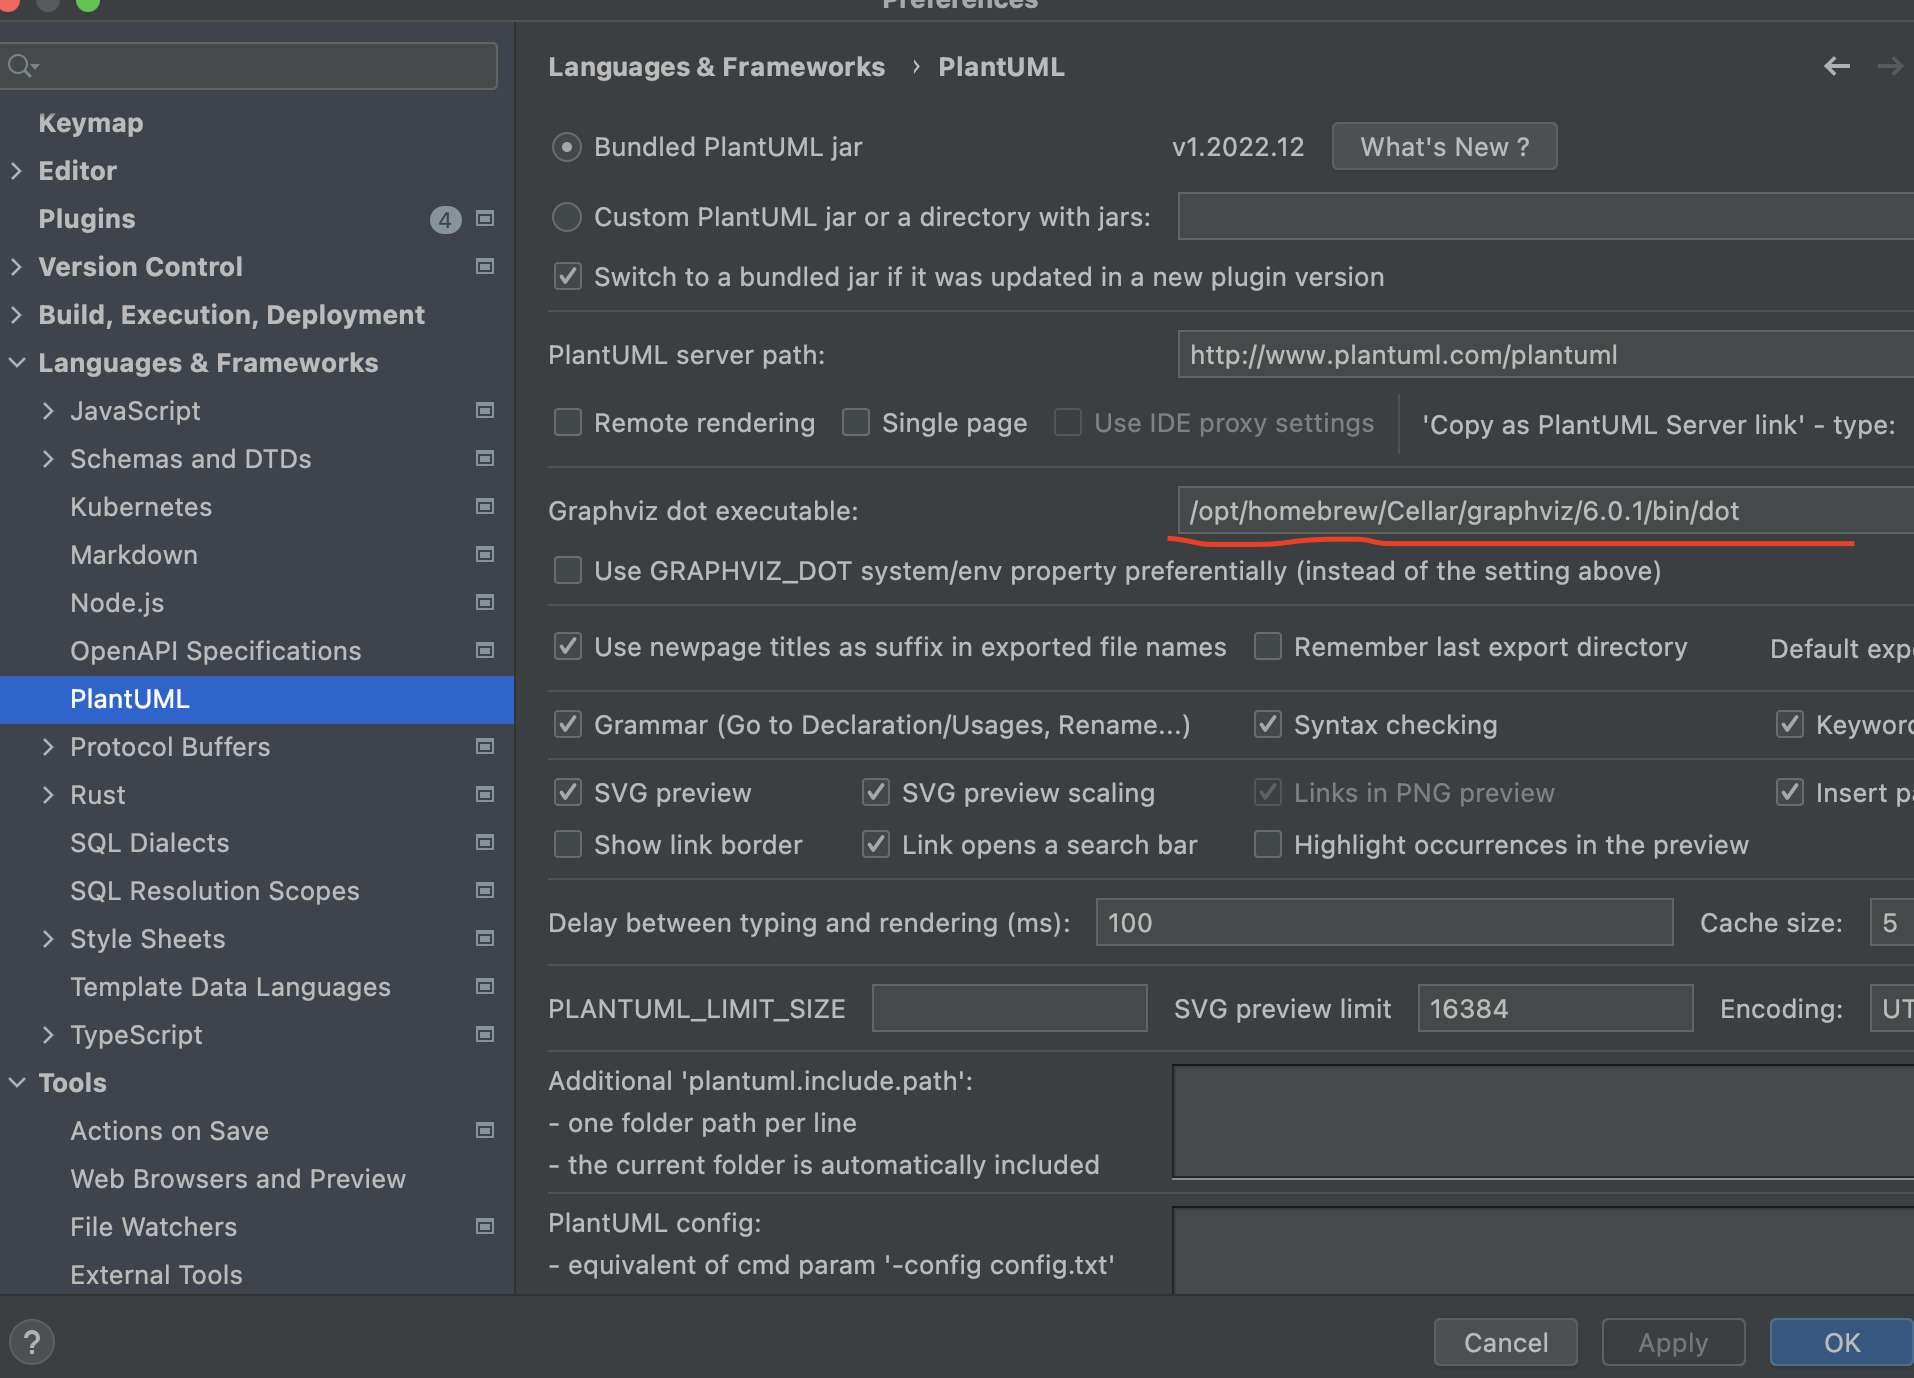 Preferences
Keymap
Editor
Plugins 4
Version Control
Build, Execution, Deployment
Languages & Frameworks
JavaScript
Schemas and DTDs
Kubernetes
Markdown
Node.js
OpenAPI Specifications
PlantUML
Protocol Buffers
Rust
SQL Dialects
SQL Resolution Scopes
Style Sheets
Template Data Languages
TypeScript
Tools
Actions on Save
Web Browsers and Preview
File Watchers
External Tools
Languages & Frameworks › PlantUML
Bundled PlantUML jar v1.2022.12 What's New ?
Custom PlantUML jar or a directory with jars:
Switch to a bundled jar if it was updated in a new plugin version
PlantUML server path: http://www.plantuml.com/plantuml
Remote rendering Single page Use IDE proxy settings 'Copy as PlantUML Server link' - type:
Graphviz dot executable: /opt/homebrew/Cellar/graphviz/6.0.1/bin/dot
Use GRAPHVIZ_DOT system/env property preferentially (instead of the setting above)
Use newpage titles as suffix in exported file names Remember last export directory Default
Grammar (Go to Declaration/Usages, Rename...) Syntax checking
SVG preview SVG preview scaling Links in PNG preview Insert
Show link border Link opens a search bar Highlight occurrences in the preview
Delay between typing and rendering (ms): 100 Cache size: 5
PLANTUML_LIMIT_SIZE SVG preview limit 16384 Encoding:
Additional 'plantuml.include.path':
- one folder path per line
- the current folder is automatically included
PlantUML config:
- equivalent of cmd param '-config config.txt'
? Cancel Apply OK